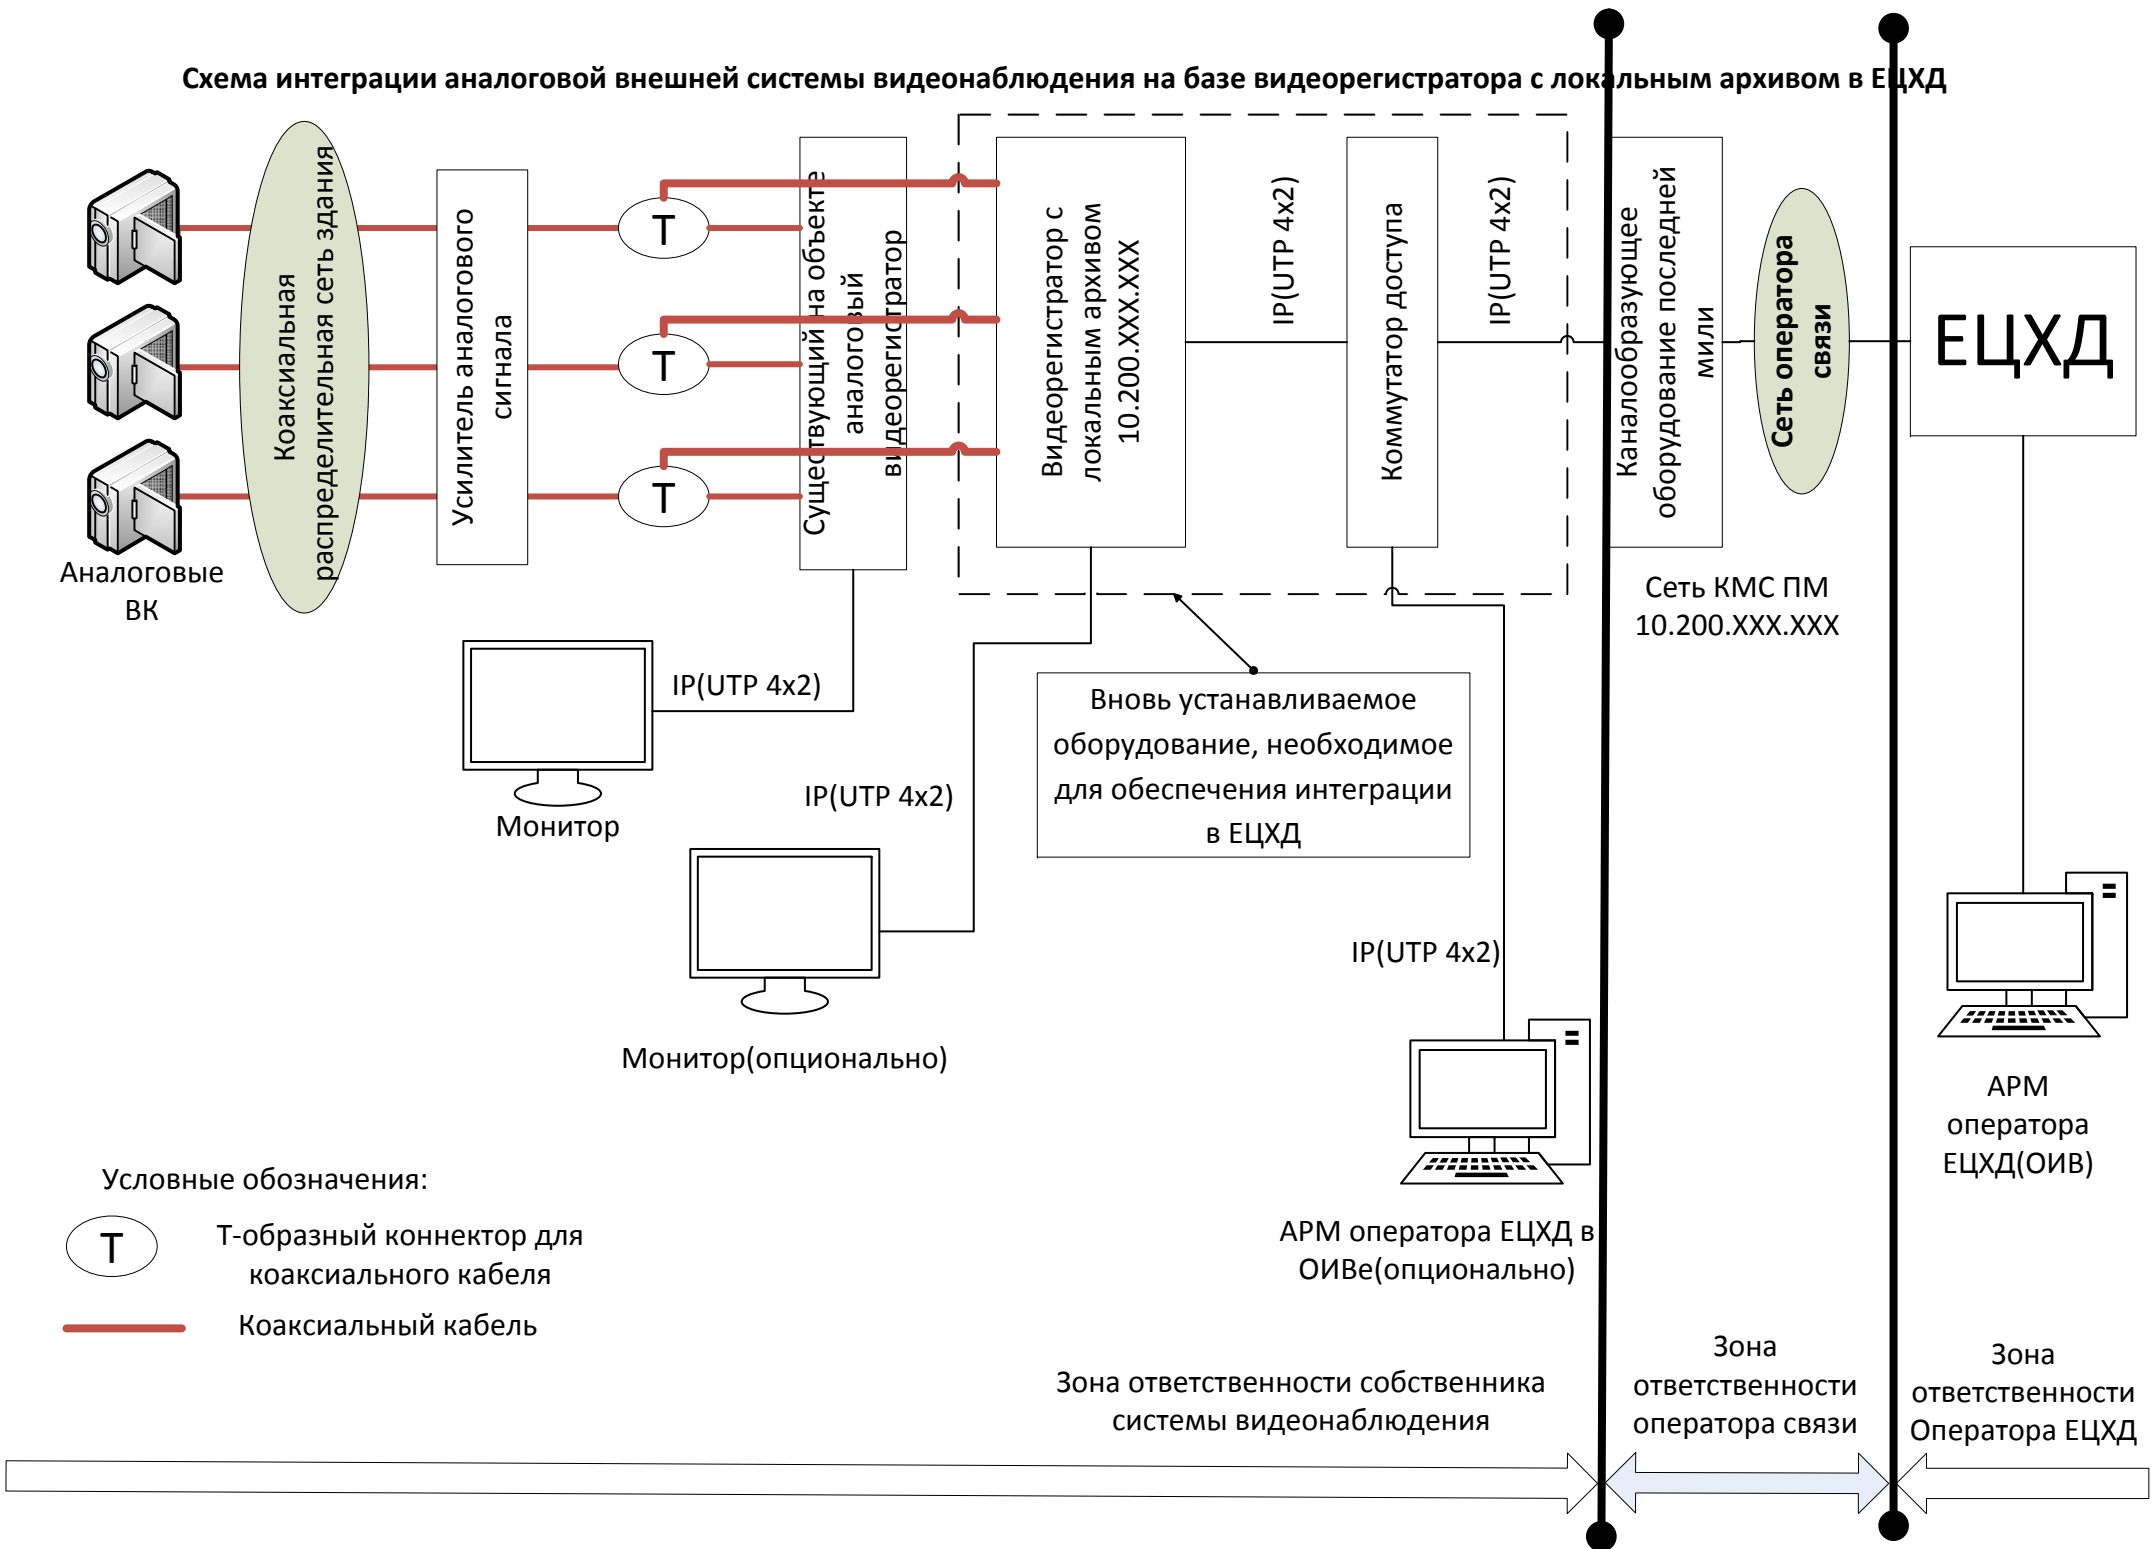 Схема интеграции аналоговой внешней системы видеонаблюдения на базе видеорегистратора с локальным архивом в ЕЦХД
Аналоговые
ВК
Коаксиальная
распределительная сеть здания
Усилитель аналогового
сигнала
Т
Т
Т
Существующий на объекте
аналоговый
видеорегистратор
Видеорегистратор с
локальным архивом
10.200.XXX.XXX
IP(UTP 4x2)
Коммутатор доступа
IP(UTP 4x2)
Каналообразующее
оборудование последней
мили
Сеть оператора
связи
ЕЦХД
Сеть КМС ПМ
10.200.XXX.XXX
IP(UTP 4x2)
Монитор
IP(UTP 4x2)
Монитор(опционально)
Вновь устанавливаемое
оборудование, необходимое
для обеспечения интеграции
в ЕЦХД
IP(UTP 4x2)
АРМ оператора ЕЦХД в
ОИВе(опционально)
АРМ
оператора
ЕЦХД(ОИВ)
Условные обозначения:
Т
Т-образный коннектор для
коаксиального кабеля
Коаксиальный кабель
Зона ответственности собственника
системы видеонаблюдения
Зона
ответственности
оператора связи
Зона
ответственности
Оператора ЕЦХД